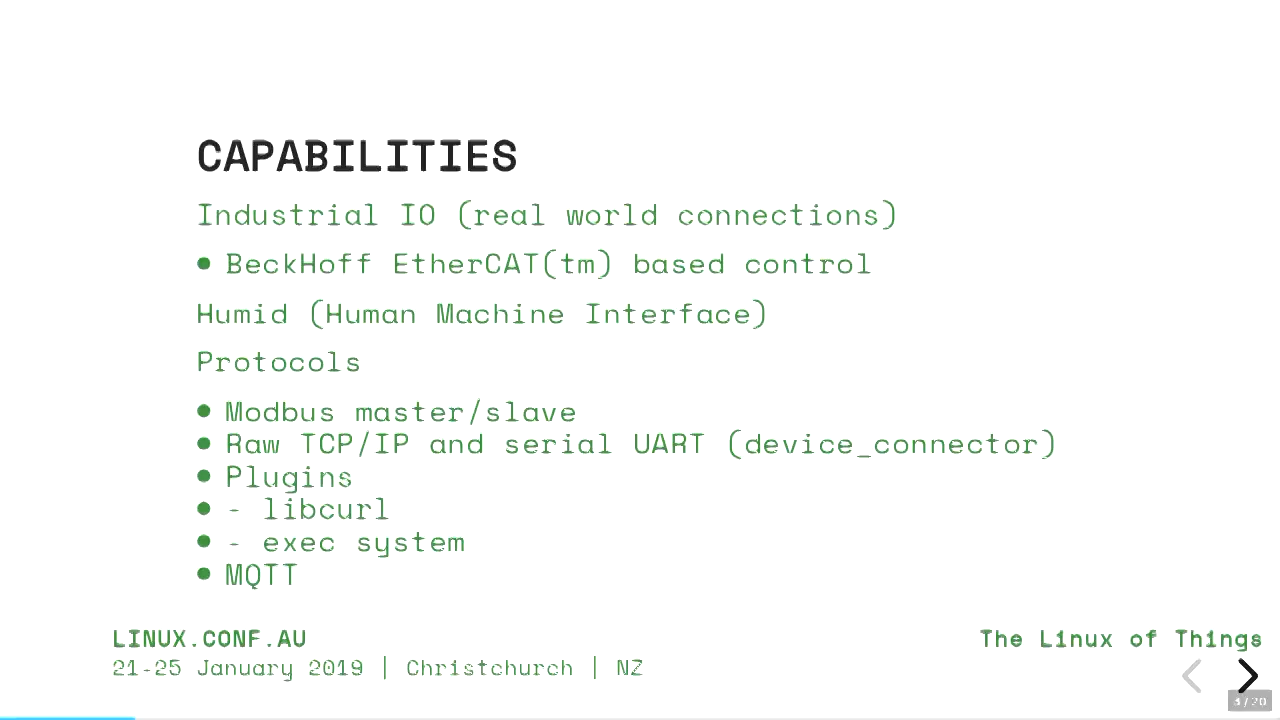 CAPABILITIES
Industrial IO (real world connections)
● BeckHoff EtherCAT(tm) based control
Humid (Human Machine Interface)
Protocols
● Modbus master/slave
● Raw TCP/IP and serial UART (device_connector)
● Plugins
● - libcurl
● - exec system
● MQTT
LINUX.CONF.AU
21-25 January 2019 | Christchurch | NZ
The Linux of Things
3 / 20